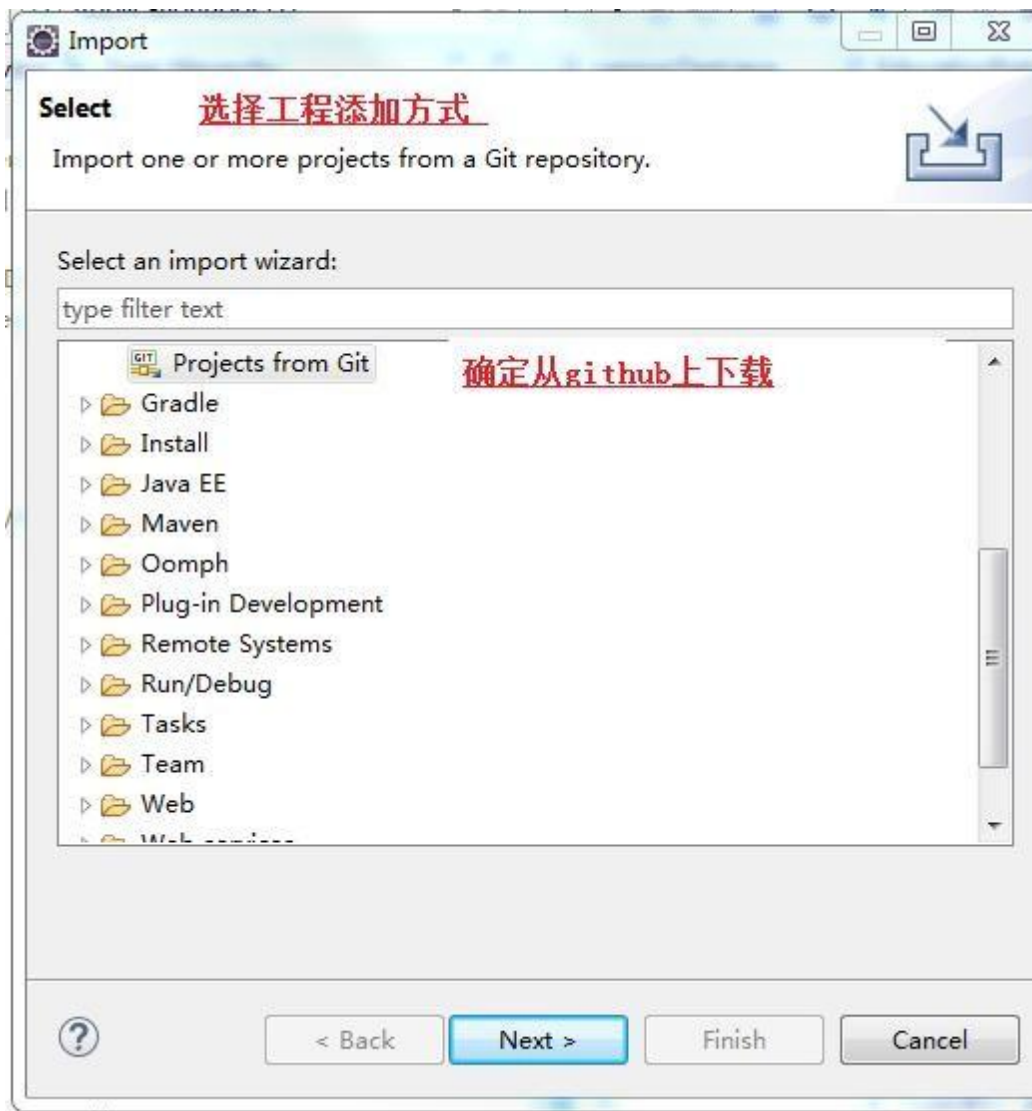 Import
Select 选择工程添加方式
Import one or more projects from a Git repository.
Select an import wizard:
type filter text
GIT Projects from Git 确定从github上下载
Gradle
Install
Java EE
Maven
Oomph
Plug-in Development
Remote Systems
Run/Debug
Tasks
Team
Web
Web services
? < Back Next > Finish Cancel